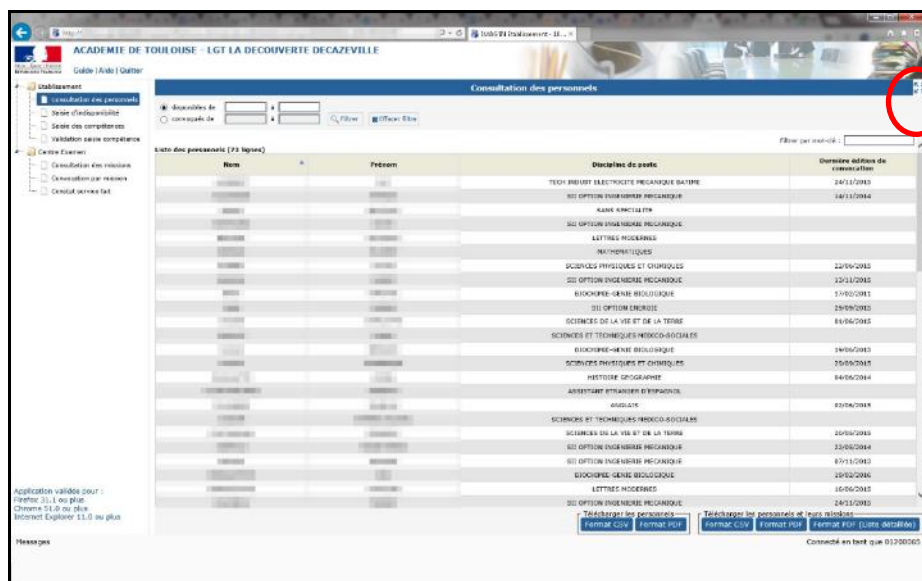 http://
IMAG'IN Etablissement - 10...
ACADEMIE DE TOULOUSE - LGT LA DECOUVERTE DECAZEVILLE
Guide | Aide | Quitter
Etablissement
Consultation des personnels
Saisie d'indisponibilité
Saisie des compétences
Validation saisie compétence
Centre Examen
Consultation des missions
Convocation par mission
Constat service fait
Consultation des personnels
disponibles de à
convoqués de à
Filtrer Effacer filtre
Filtrer par mot-clé :
Liste des personnels (73 lignes)
Nom Prénom Discipline de poste Dernière édition de convocation
TECH INDUST ELECTRICITE MECANIQUE BATIME 24/11/2015
SII OPTION INGENIERIE MECANIQUE 14/11/2014
SANS SPECIALITE
SII OPTION INGENIERIE MECANIQUE
LETTRES MODERNES
MATHEMATIQUES
SCIENCES PHYSIQUES ET CHIMIQUES 22/06/2015
SII OPTION INGENIERIE MECANIQUE 12/11/2015
BIOCHIMIE-GENIE BIOLOGIQUE 17/02/2011
SII OPTION ENERGIE 29/09/2015
SCIENCES DE LA VIE ET DE LA TERRE 01/06/2015
SCIENCES ET TECHNIQUES MEDICO-SOCIALES
BIOCHIMIE-GENIE BIOLOGIQUE 19/06/2015
SCIENCES PHYSIQUES ET CHIMIQUES 29/09/2015
HISTOIRE GEOGRAPHIE 04/06/2014
ASSISTANT ETRANGER D'ESPAGNOL
ANGLAIS 02/06/2015
SCIENCES ET TECHNIQUES MEDICO-SOCIALES
SCIENCES DE LA VIE ET DE LA TERRE 20/05/2015
SII OPTION INGENIERIE MECANIQUE 22/05/2014
SII OPTION INGENIERIE MECANIQUE 07/11/2013
BIOCHIMIE-GENIE BIOLOGIQUE 19/02/2016
LETTRES MODERNES 16/06/2015
SII OPTION INGENIERIE MECANIQUE 24/11/2015
Application validée pour :
Firefox 31.1 ou plus
Chrome 51.0 ou plus
Internet Explorer 11.0 ou plus
Télécharger les personnels Télécharger les personnels et leurs missions
Format CSV Format PDF Format CSV Format PDF Format PDF (Liste détaillée)
Messages Connecté en tant que 01200065